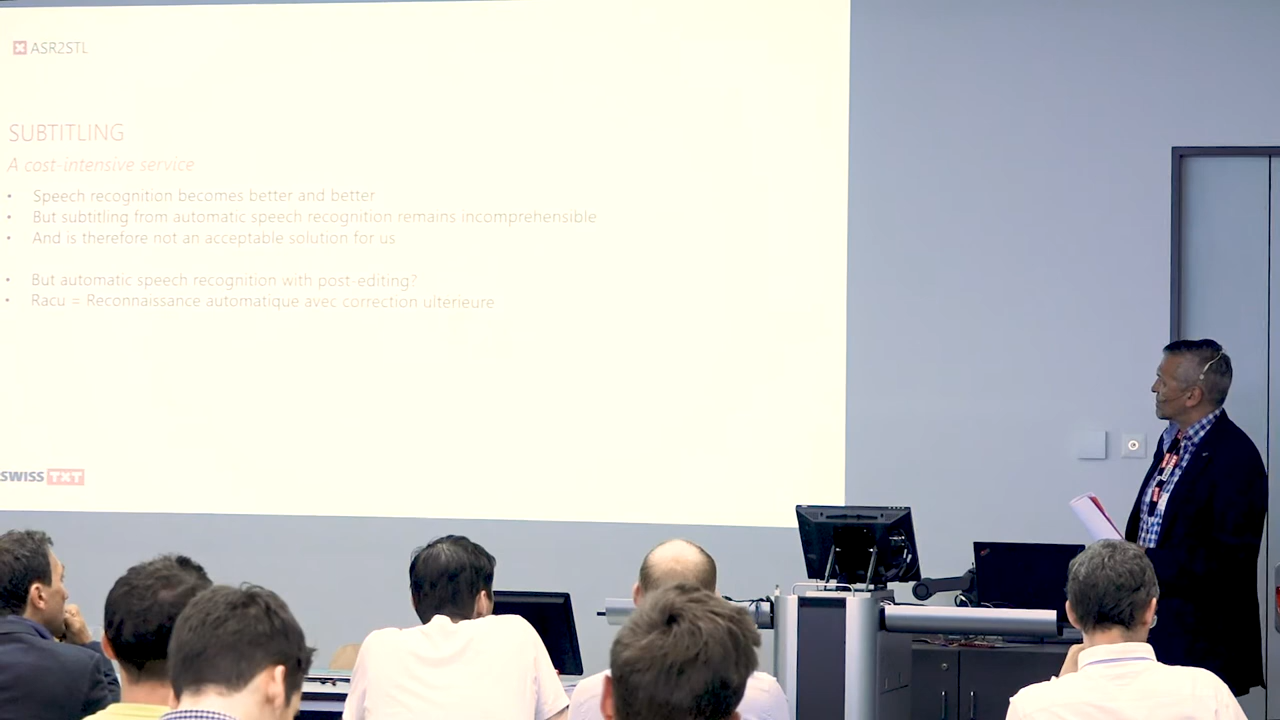 ASR2STL
SUBTITLING
A cost-intensive service
• Speech recognition becomes better and better
• But subtitling from automatic speech recognition remains incomprehensible
• And is therefore not an acceptable solution for us
• But automatic speech recognition with post-editing?
• Racu = Reconnaissance automatique avec correction ulterieure
SWISS TXT